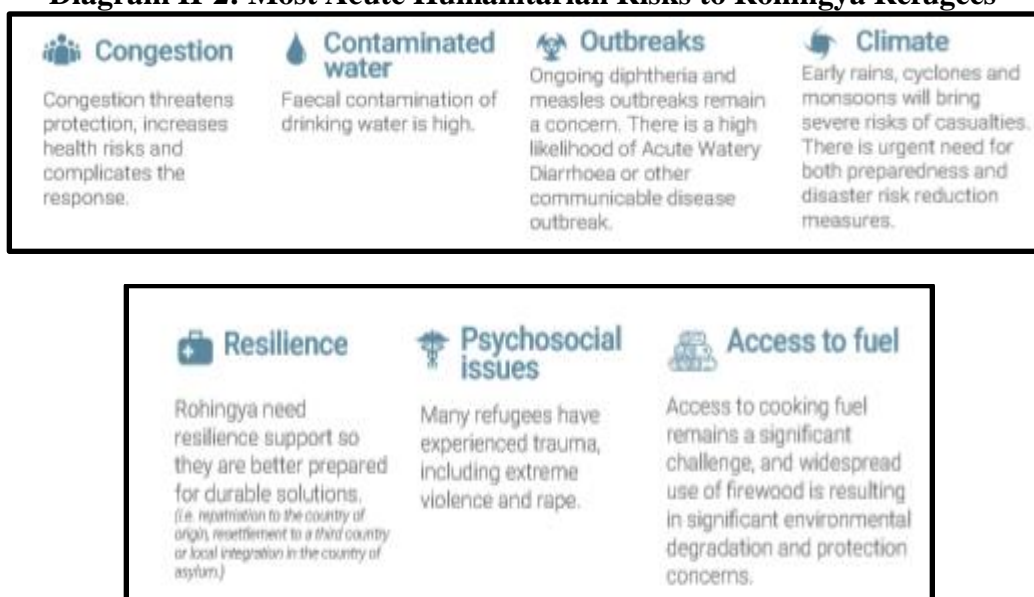 Diagram II-2: Most Acute Humanitarian Risks to Rohingya Refugees
Congestion
Congestion threatens
protection, increases
health risks and
complicates the
response.
Contaminated
water
Faecal contamination of
drinking water is high.
Outbreaks
Ongoing diphtheria and
measles outbreaks remain
a concern. There is a high
likelihood of Acute Watery
Diarrhoea or other
communicable disease
outbreak.
Climate
Early rains, cyclones and
monsoons will bring
severe risks of casualties.
There is urgent need for
both preparedness and
disaster risk reduction
measures.
Resilience
Rohingya need
resilience support so
they are better prepared
for durable solutions.
(i.e. repatriation to the country of
origin, resettlement to a third country
or local integration in the country of
asylum.)
Psychosocial
issues
Many refugees have
experienced trauma,
including extreme
violence and rape.
Access to fuel
Access to cooking fuel
remains a significant
challenge, and widespread
use of firewood is resulting
in significant environmental
degradation and protection
concerns.